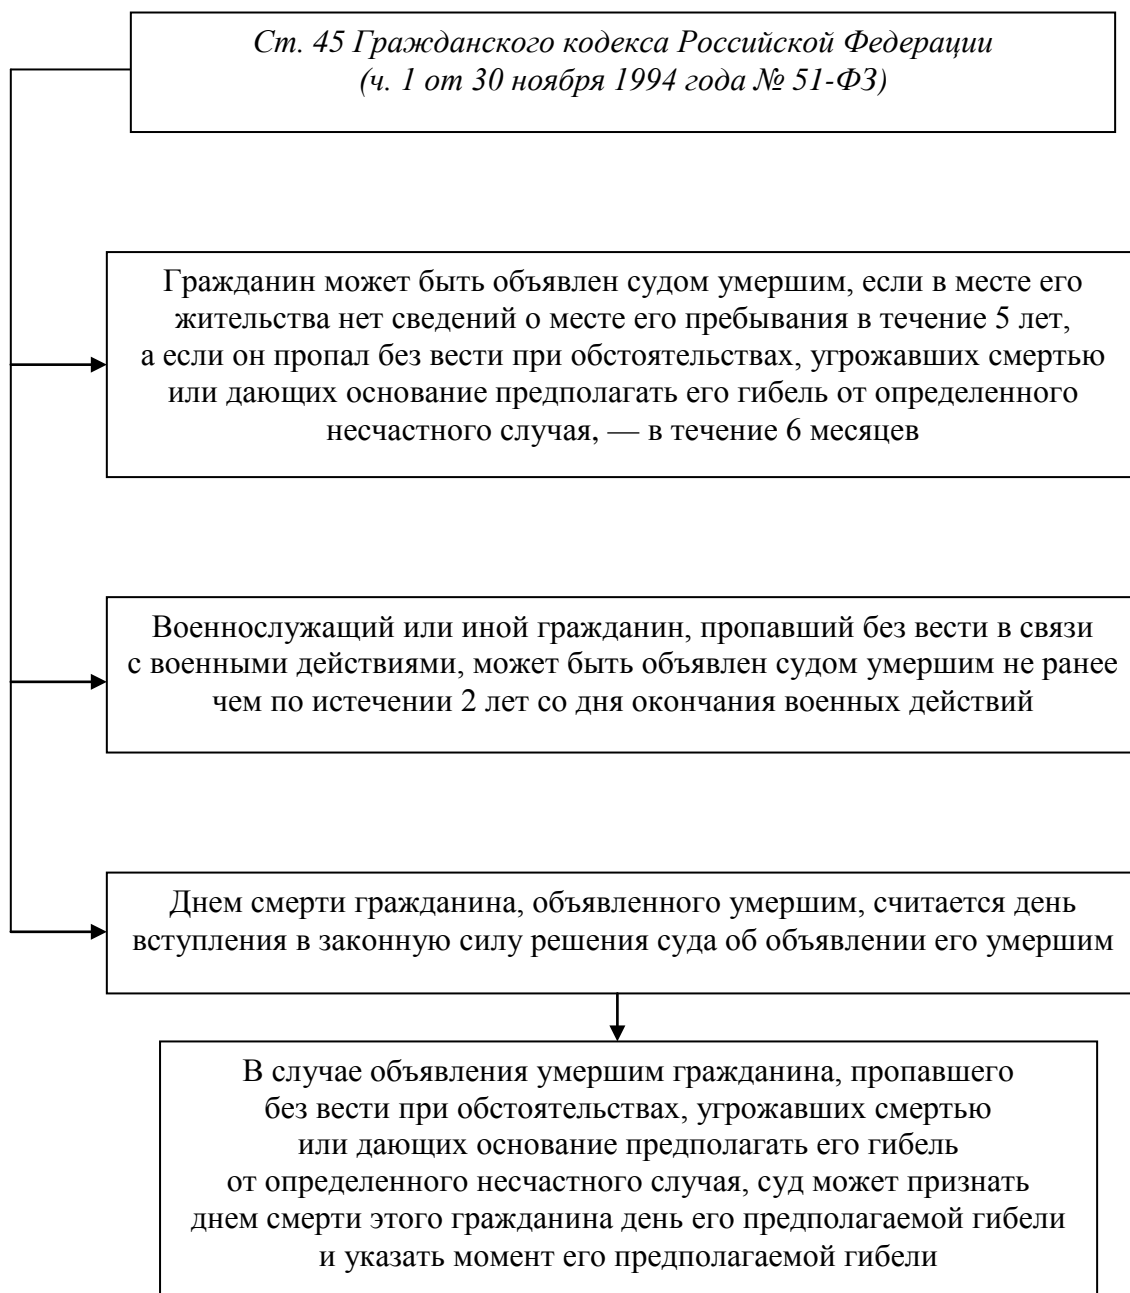 Ст. 45 Гражданского кодекса Российской Федерации
(ч. 1 от 30 ноября 1994 года № 51-ФЗ)
Гражданин может быть объявлен судом умершим, если в месте его
жительства нет сведений о месте его пребывания в течение 5 лет,
а если он пропал без вести при обстоятельствах, угрожавших смертью
или дающих основание предполагать его гибель от определенного
несчастного случая, — в течение 6 месяцев
Военнослужащий или иной гражданин, пропавший без вести в связи
с военными действиями, может быть объявлен судом умершим не ранее
чем по истечении 2 лет со дня окончания военных действий
Днем смерти гражданина, объявленного умершим, считается день
вступления в законную силу решения суда об объявлении его умершим
В случае объявления умершим гражданина, пропавшего
без вести при обстоятельствах, угрожавших смертью
или дающих основание предполагать его гибель
от определенного несчастного случая, суд может признать
днем смерти этого гражданина день его предполагаемой гибели
и указать момент его предполагаемой гибели